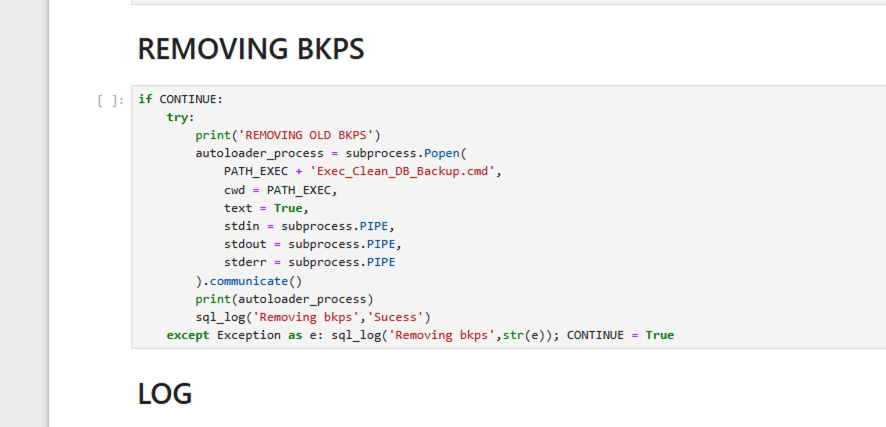 REMOVING BKPS
[ ]:
if CONTINUE:
    try:
        print('REMOVING OLD BKPS')
        autoloader_process = subprocess.Popen(
            PATH_EXEC + 'Exec_Clean_DB_Backup.cmd',
            cwd = PATH_EXEC,
            text = True,
            stdin = subprocess.PIPE,
            stdout = subprocess.PIPE,
            stderr = subprocess.PIPE
        ).communicate()
        print(autoloader_process)
        sql_log('Removing bkps','Sucess')
    except Exception as e: sql_log('Removing bkps',str(e)); CONTINUE = True
LOG